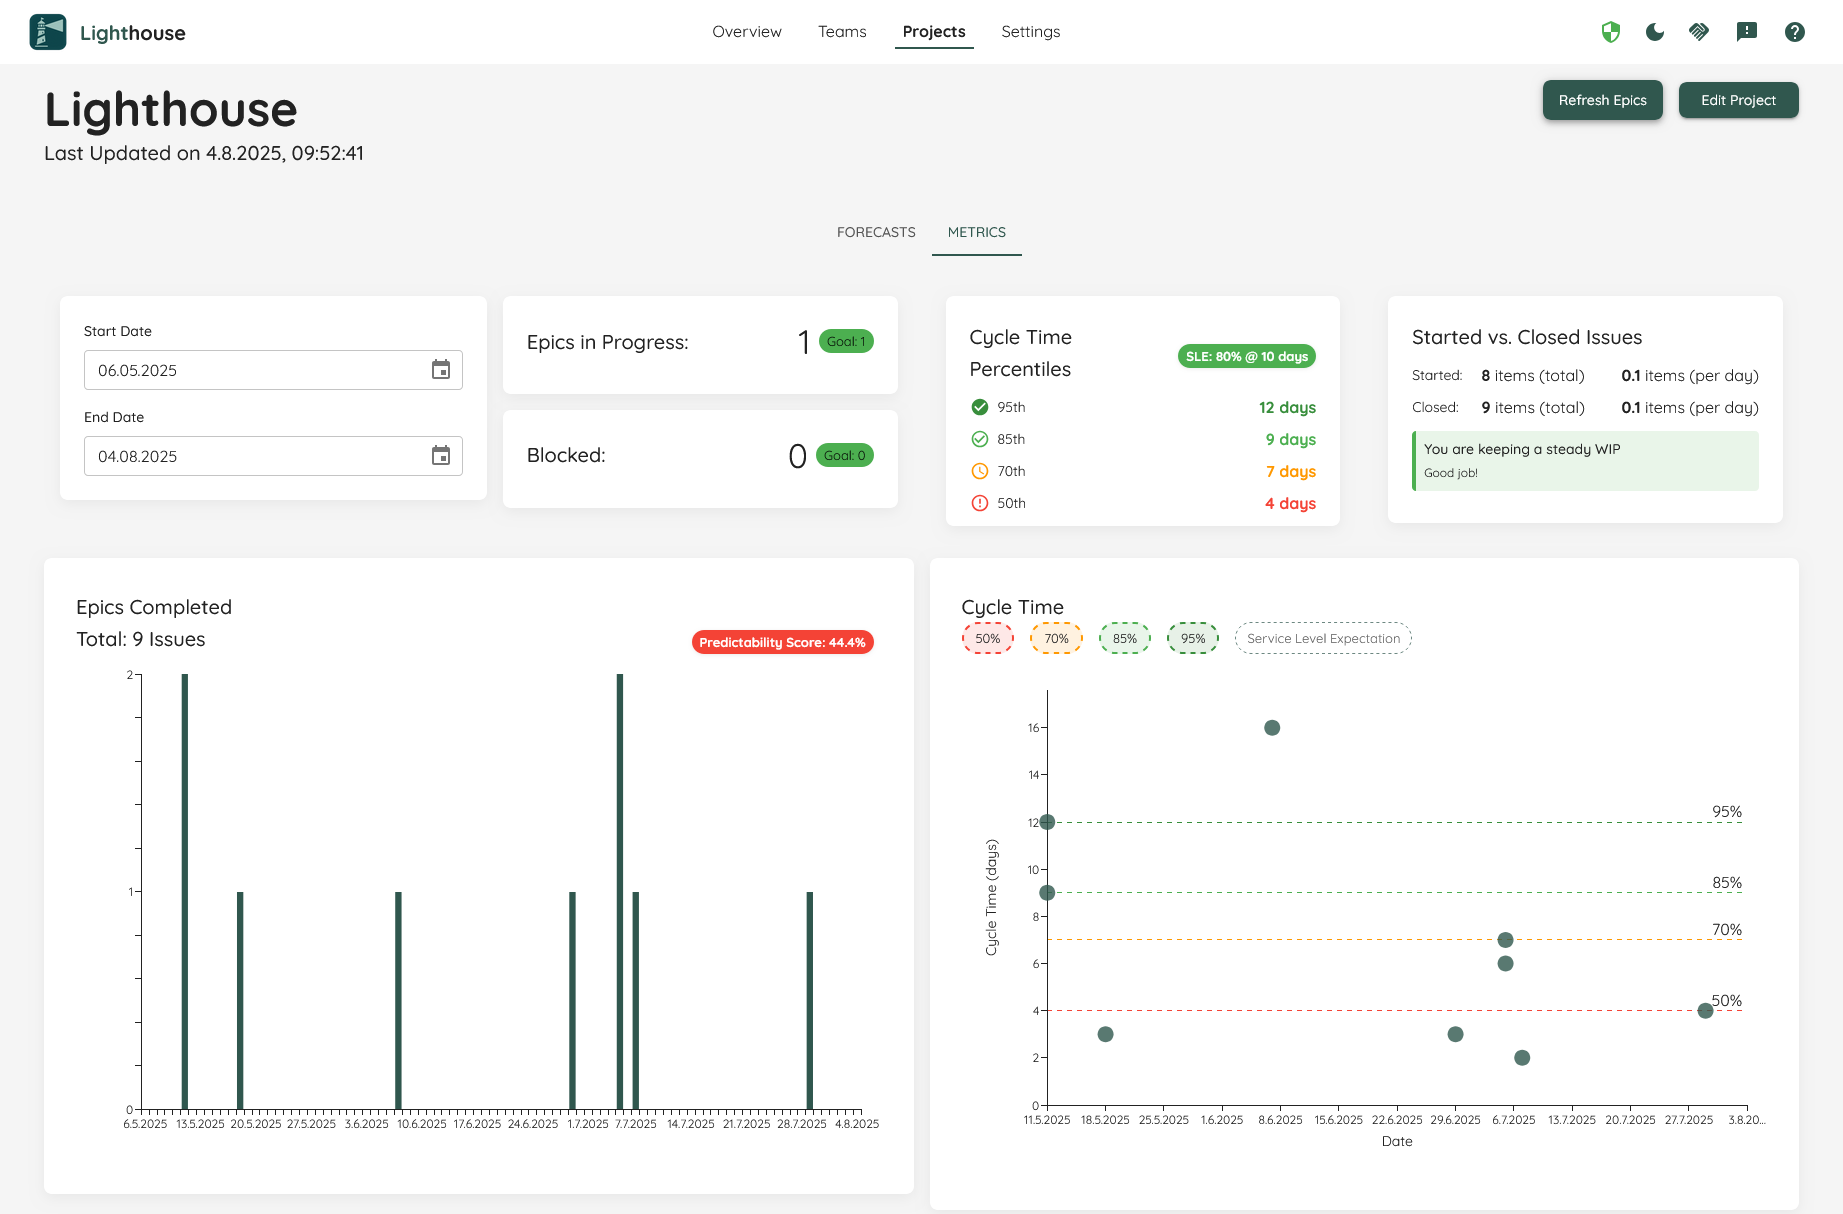 Lighthouse
Overview
Teams
Projects
Settings
Lighthouse
Last Updated on 4.8.2025, 09:52:41
Refresh Epics
Edit Project
FORECASTS
METRICS
Start Date
06.05.2025
End Date
04.08.2025
Epics in Progress:
1
Goal: 1
Blocked:
0
Goal: 0
Cycle Time
Percentiles
SLE: 80% @ 10 days
95th
12 days
85th
9 days
70th
7 days
50th
4 days
Started vs. Closed Issues
Started: 8 items (total) 0.1 items (per day)
Closed: 9 items (total) 0.1 items (per day)
You are keeping a steady WIP
Good job!
Epics Completed
Total: 9 Issues
Predictability Score: 44.4%
2
1
0
6.5.2025 13.5.2025 20.5.2025 27.5.2025 3.6.2025 10.6.2025 17.6.2025 24.6.2025 1.7.2025 7.7.2025 14.7.2025 21.7.2025 28.7.2025 4.8.2025
Cycle Time
50%
70%
85%
95%
Service Level Expectation
16
14
12
10
8
6
4
2
0
Cycle Time (days)
95%
85%
70%
50%
11.5.2025 18.5.2025 25.5.2025 1.6.2025 8.6.2025 15.6.2025 22.6.2025 29.6.2025 6.7.2025 13.7.2025 20.7.2025 27.7.2025 3.8.20...
Date